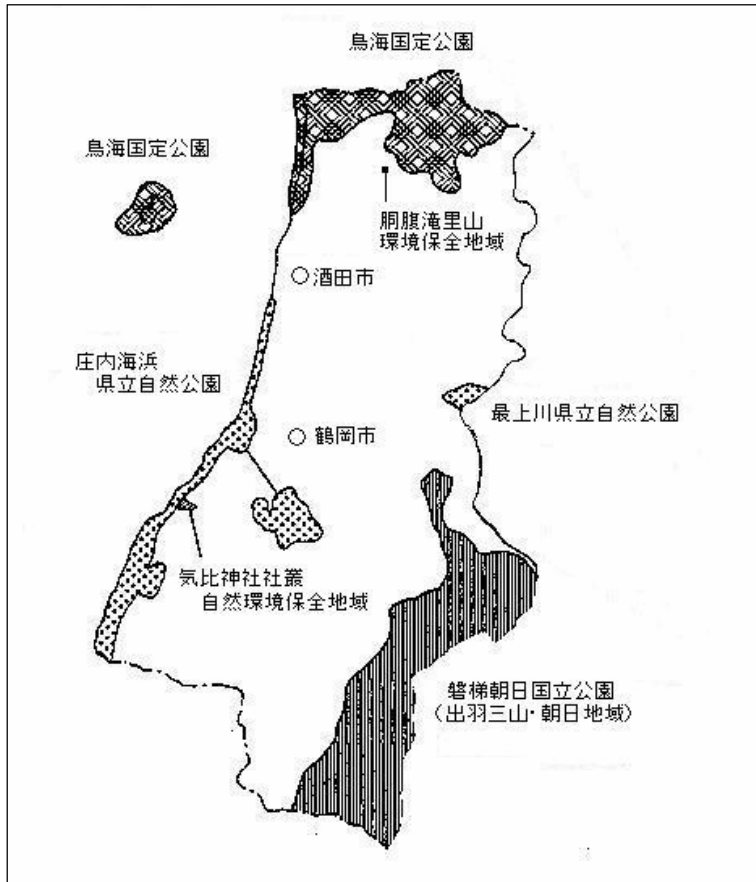 鳥海国定公園
鳥海国定公園
胴腹滝里山
環境保全地域
○酒田市
庄内海浜
県立自然公園
最上川県立自然公園
○鶴岡市
気比神社社叢
自然環境保全地域
磐梯朝日国立公園
（出羽三山・朝日地域）